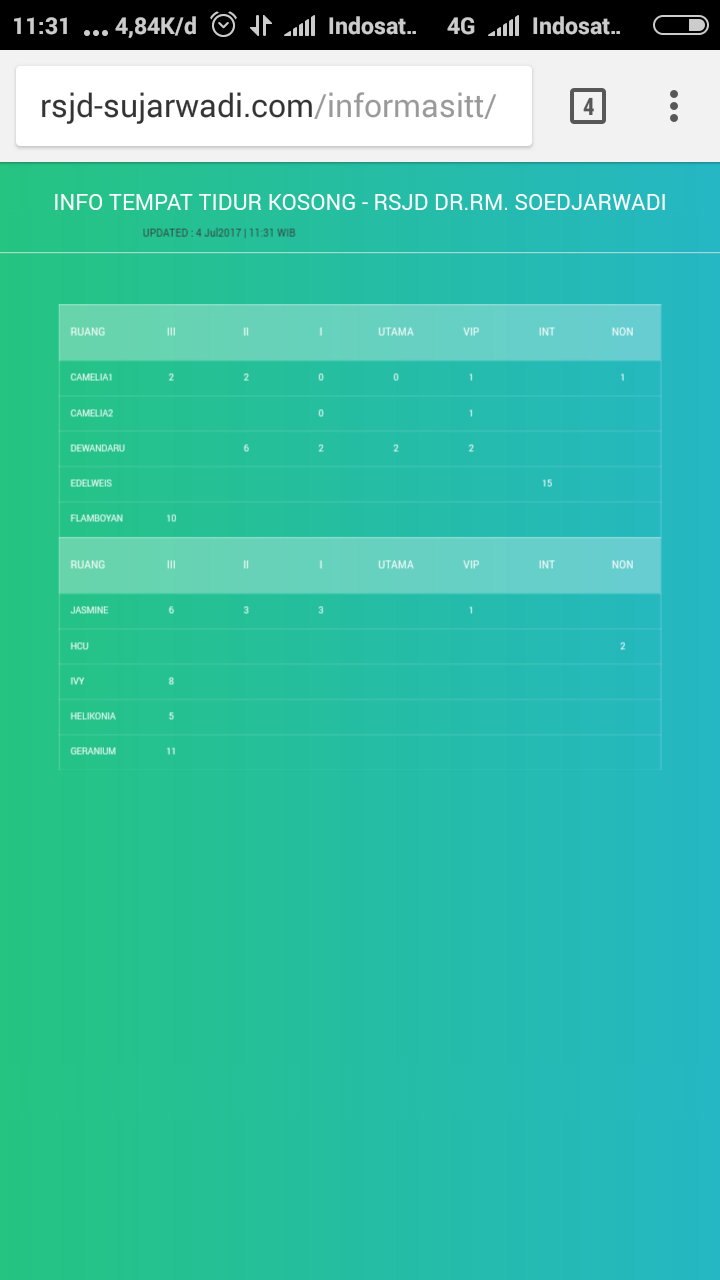 11:31 ... 4,84K/d Indosat.. 4G Indosat..
rsjd-sujarwadi.com/informasitt/ 4
INFO TEMPAT TIDUR KOSONG - RSJD DR.RM. SOEDJARWADI
UPDATED : 4 Jul2017 | 11:31 WIB
RUANG III II I UTAMA VIP INT NON
CAMELIA1 2 2 0 0 1 1
CAMELIA2 0 1
DEWANDARU 6 2 2 2
EDELWEIS 15
FLAMBOYAN 10
RUANG III II I UTAMA VIP INT NON
JASMINE 6 3 3 1
HCU 2
IVY 8
HELIKONIA 5
GERANIUM 11